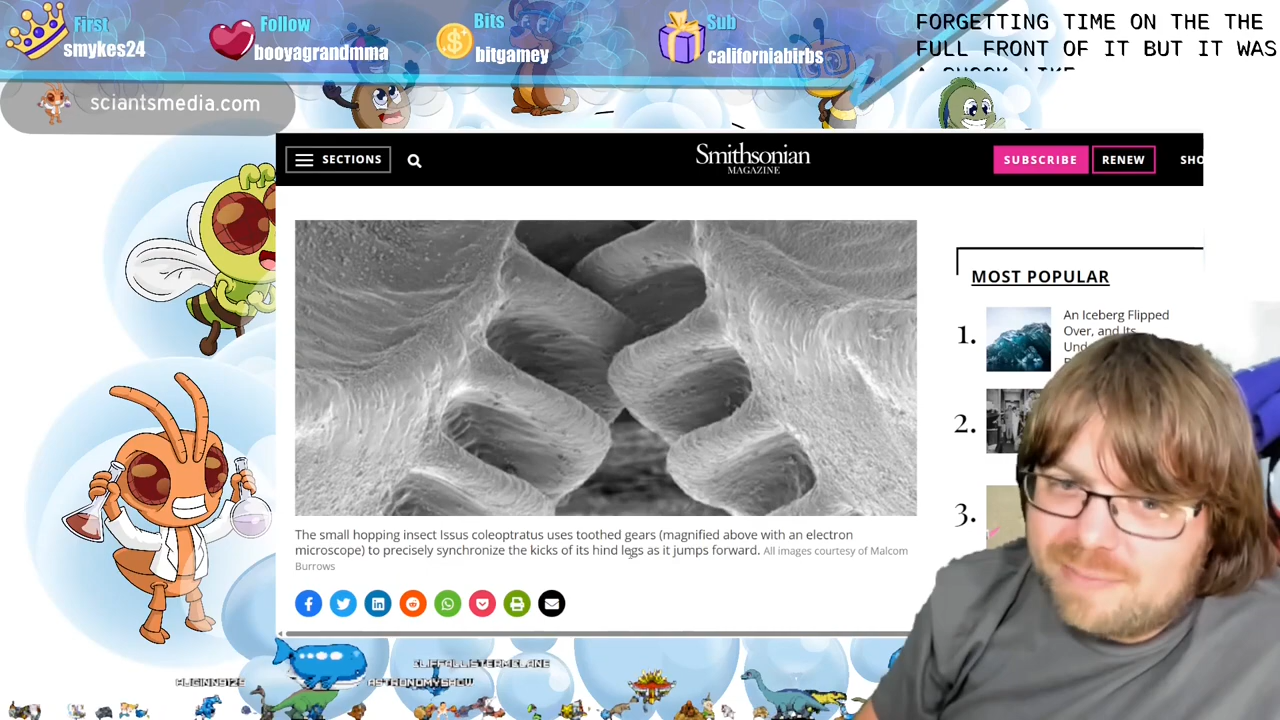 First
smykes24
Follow
booyagrandmma
Bits
bitgamey
Sub
californiabirbs
FORGETTING TIME ON THE THE
FULL FRONT OF IT BUT IT WAS
sciantsmedia.com
SECTIONS
Smithsonian
MAGAZINE
SUBSCRIBE
RENEW
SHO
MOST POPULAR
1.
An Iceberg Flipped
Over, and Its
2.
3.
The small hopping insect Issus coleoptratus uses toothed gears (magnified above with an electron
microscope) to precisely synchronize the kicks of its hind legs as it jumps forward. All images courtesy of Malcom
Burrows